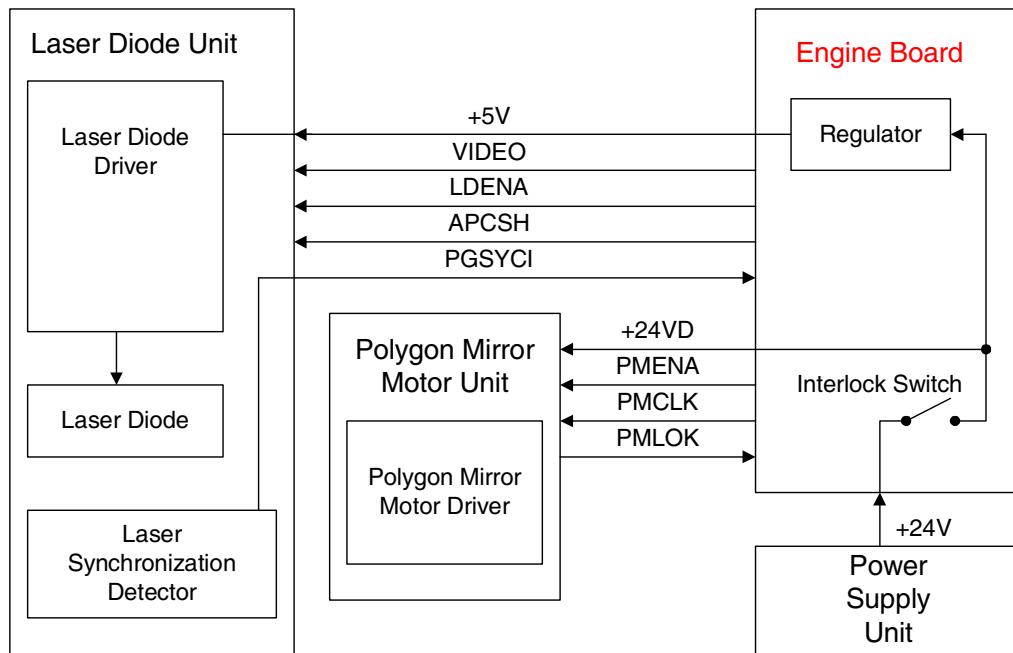 Laser Diode Unit
Laser Diode
Driver
Laser Diode
Laser
Synchronization
Detector
+5V
VIDEO
LDENA
APCSH
PGSYCI
Polygon Mirror
Motor Unit
Polygon Mirror
Motor Driver
+24VD
PMENA
PMCLK
PMLOK
Engine Board
Regulator
Interlock Switch
+24V
Power
Supply
Unit